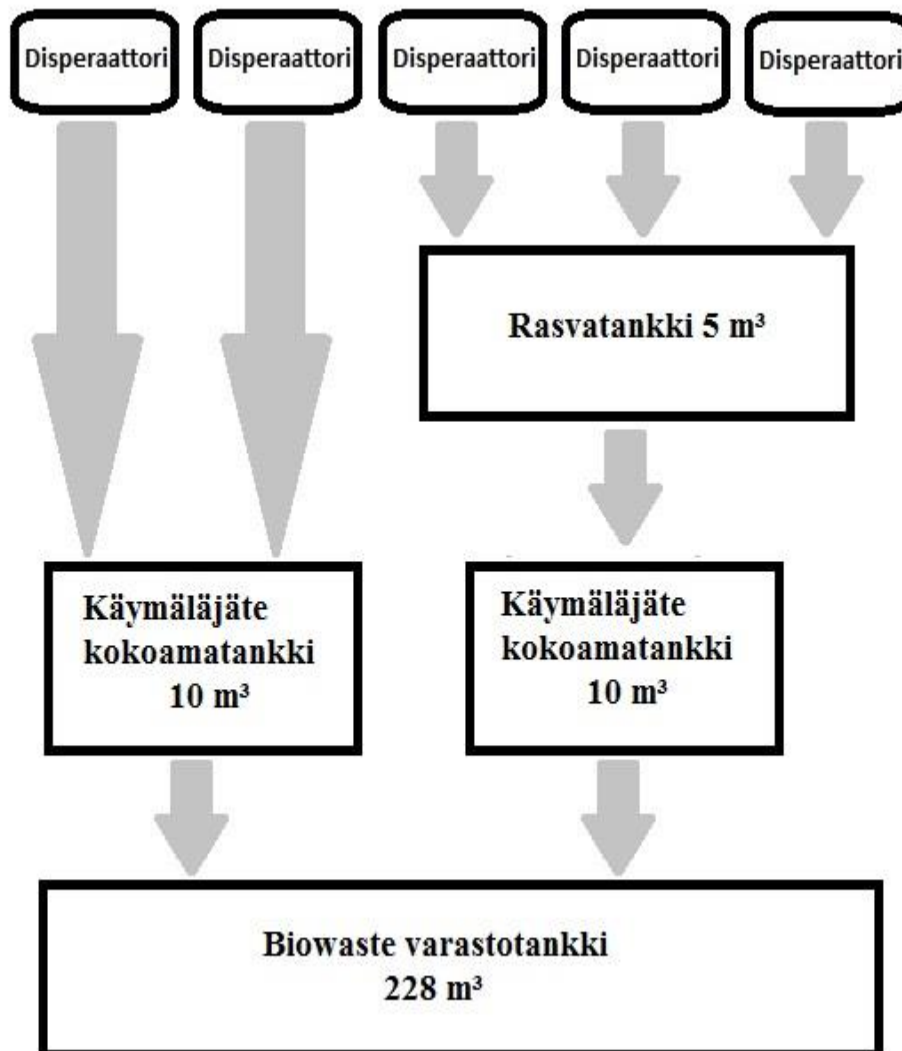 Disperaattori
Disperaattori
Disperaattori
Disperaattori
Disperaattori
Rasvatankki 5 m³
Käymäläjäte
kokoamatankki
10 m³
Käymäläjäte
kokoamatankki
10 m³
Biowaste varastotankki
228 m³